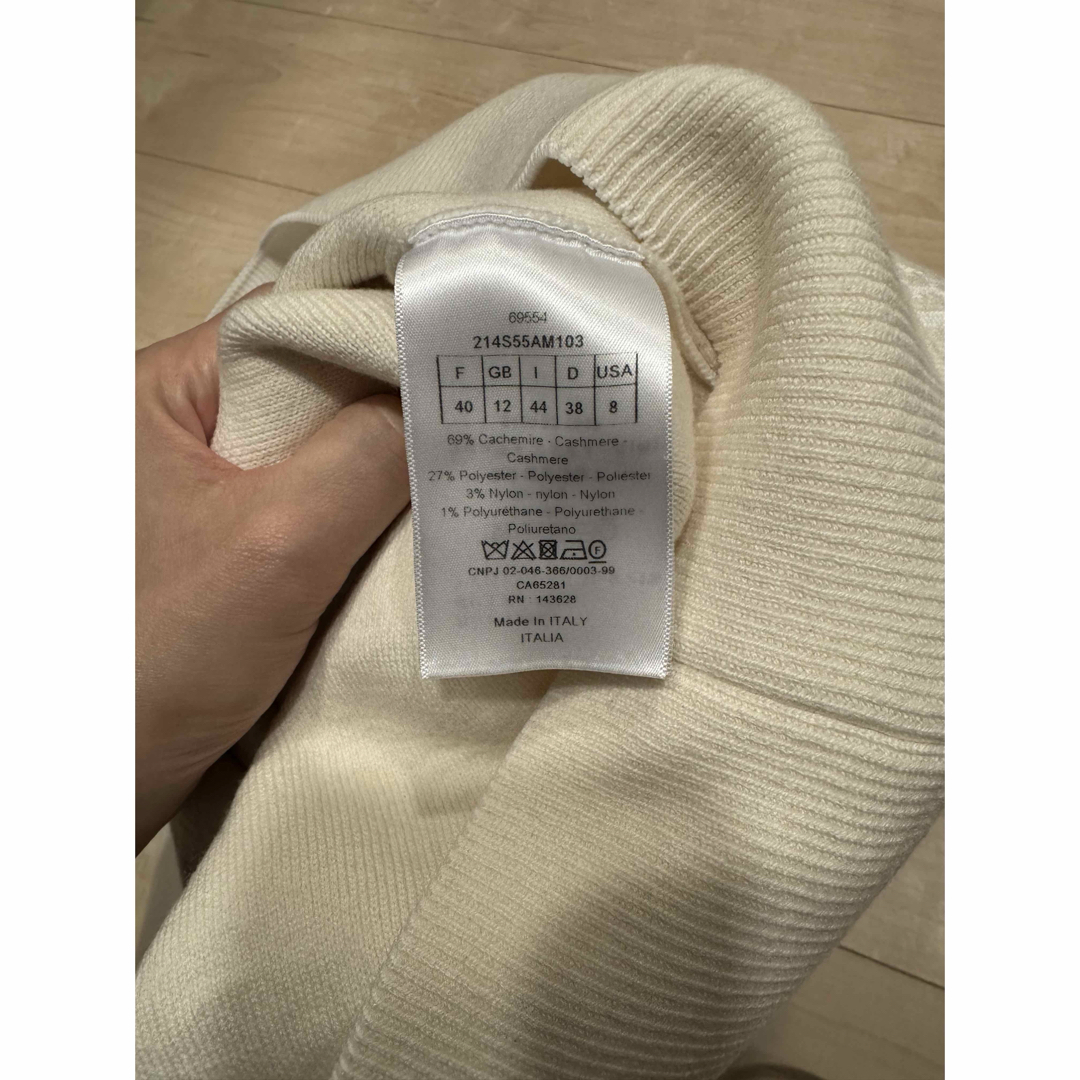 69554
214S55AM103
F GB I D USA
40 12 44 38 8
69% Cachemire - Cashmere -
Cashmere
27% Polyester - Polyester - Poliester
3% Nylon - nylon - Nylon
1% Polyuréthane - Polyurethane -
Poliuretano
F
CNPJ 02-046-366/0003-99
CA65281
RN : 143628
Made In ITALY
ITALIA